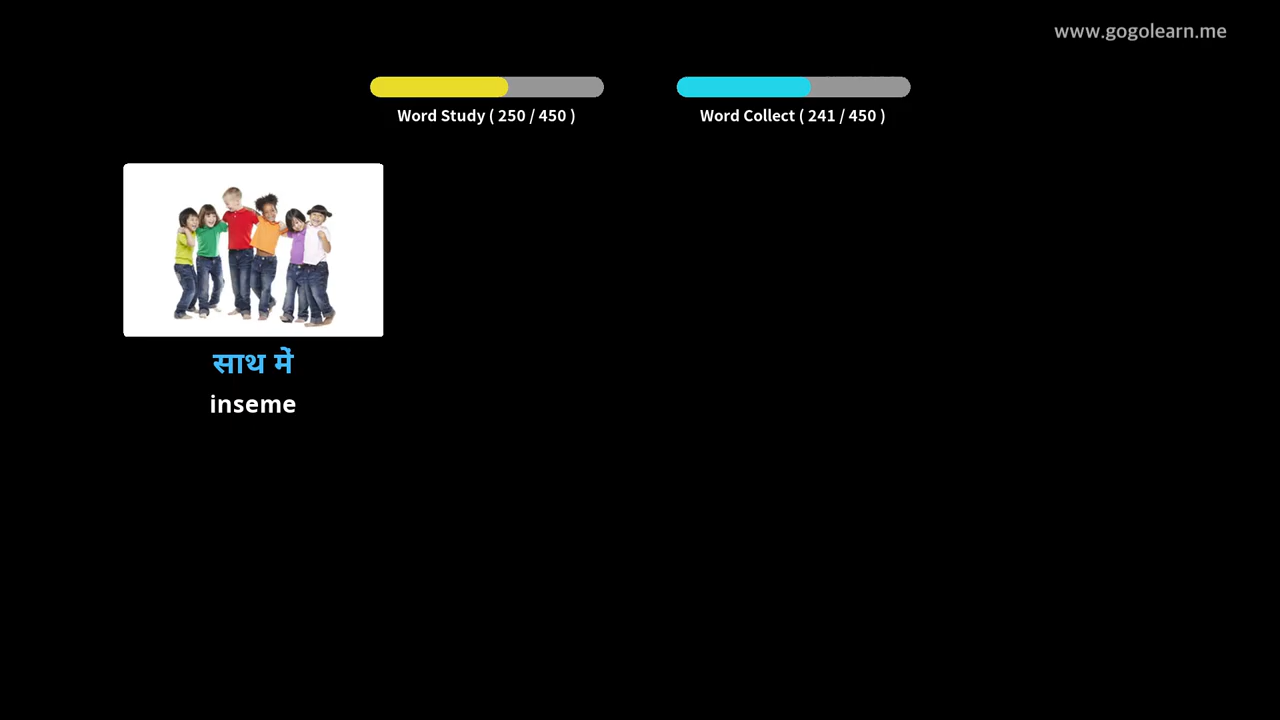 www.gogolearn.me
Word Study ( 250 / 450 )
Word Collect ( 241 / 450 )
साथ में
inseme